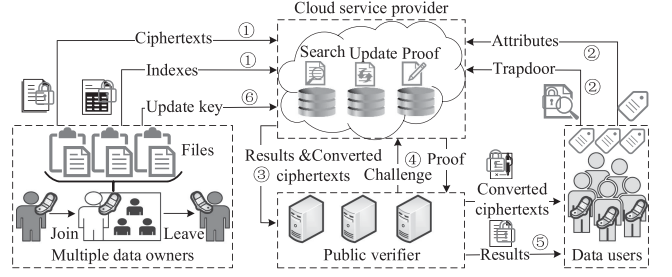 Cloud service provider
Ciphertexts ①
Indexes ①
Update key ⑥
Search Update Proof
Attributes
②
Trapdoor
②
Files
Results &Converted
ciphertexts
③
④
Challenge
Proof
Converted
ciphertexts
Join
Leave
Multiple data owners
Public verifier
Results ⑤
Data users